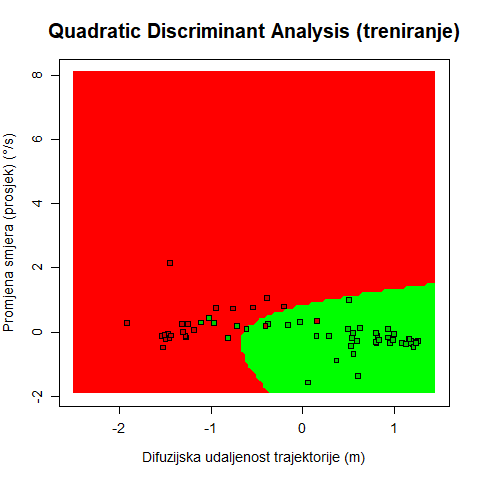 Quadratic Discriminant Analysis (treniranje)
Promjena smjera (prosjek) (°/s)
8
6
4
2
0
-2
-2 -1 0 1
Difuzijska udaljenost trajektorije (m)